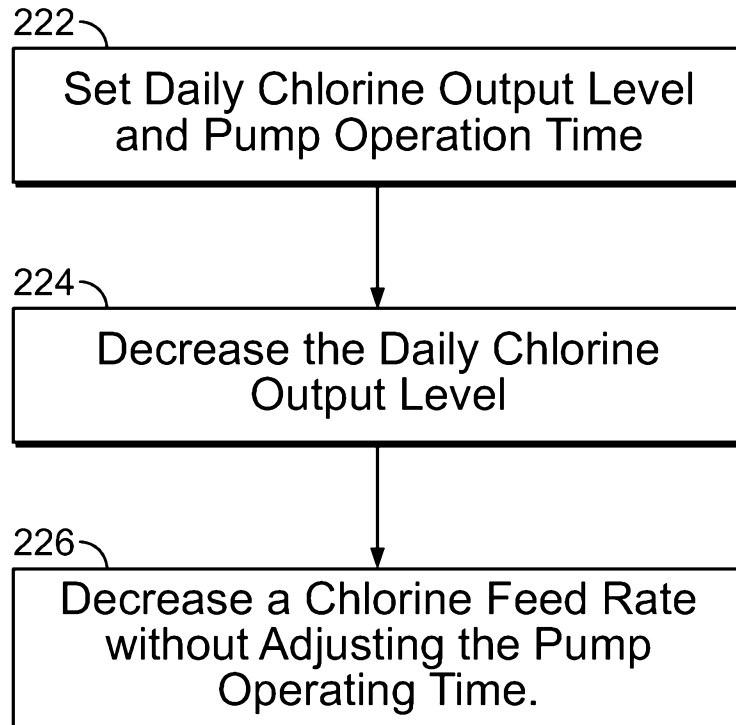 222
Set Daily Chlorine Output Level
and Pump Operation Time
224
Decrease the Daily Chlorine
Output Level
226
Decrease a Chlorine Feed Rate
without Adjusting the Pump
Operating Time.